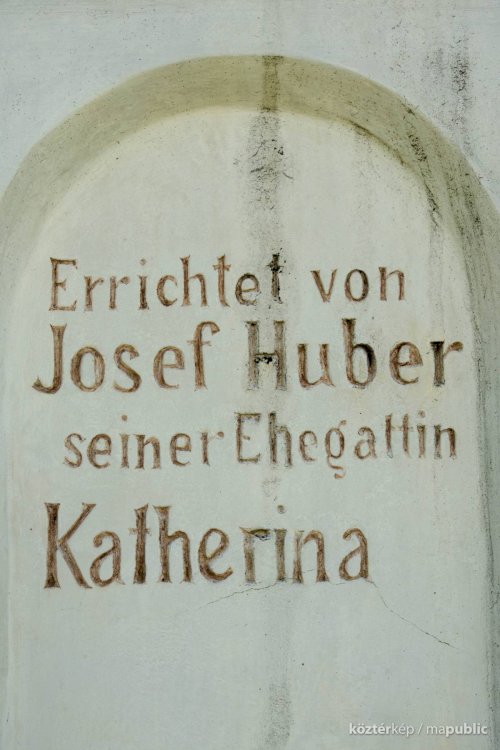 Errichtet von
Josef Huber
seiner Ehegattin
Katherina
köztérkép / mapublic